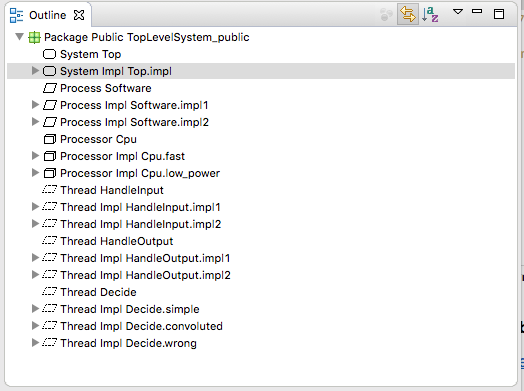 Outline
Package Public TopLevelSystem_public
System Top
System Impl Top.impl
Process Software
Process Impl Software.impl1
Process Impl Software.impl2
Processor Cpu
Processor Impl Cpu.fast
Processor Impl Cpu.low_power
Thread HandleInput
Thread Impl HandleInput.impl1
Thread Impl HandleInput.impl2
Thread HandleOutput
Thread Impl HandleOutput.impl1
Thread Impl HandleOutput.impl2
Thread Decide
Thread Impl Decide.simple
Thread Impl Decide.convoluted
Thread Impl Decide.wrong